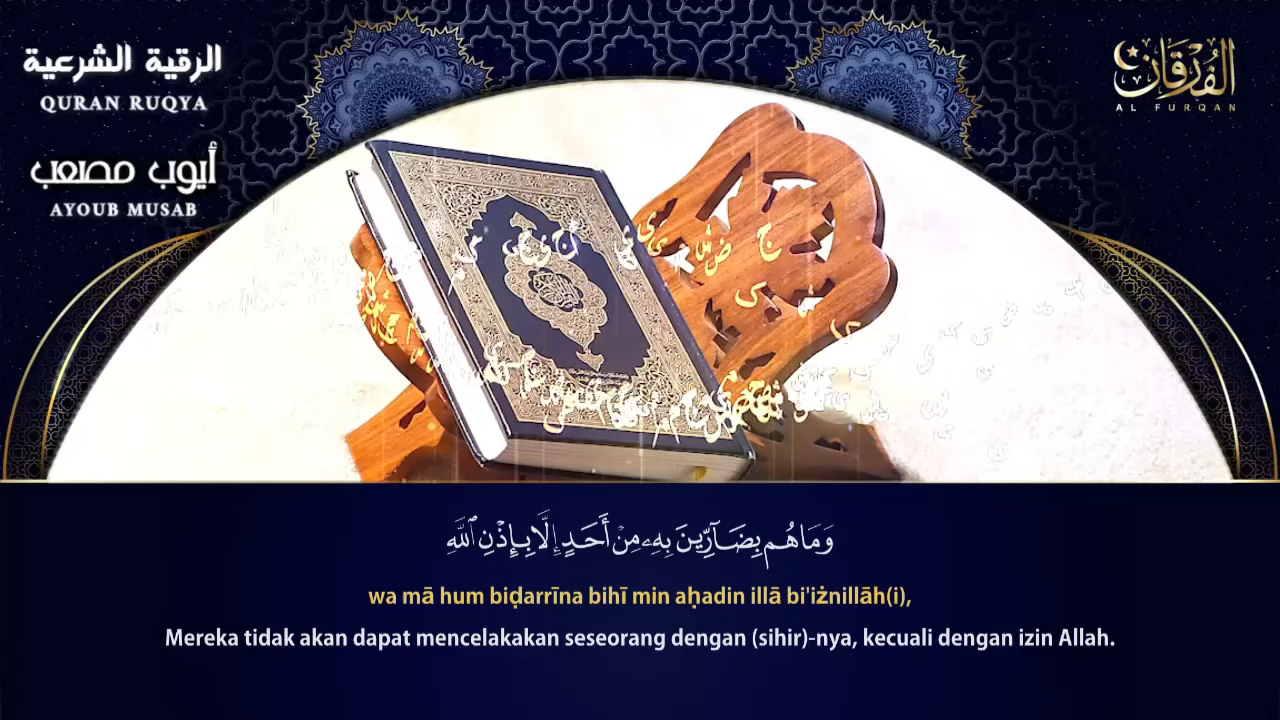 الرقية الشرعية
QURAN RUQYA
أيوب مصعب
AYOUB MUSAB
الفُرْقَان
AL FURQAN
وَمَا هُم بِضَآرِّينَ بِهِۦ مِنْ أَحَدٍ إِلَّا بِإِذْنِ ٱللَّهِ
wa mā hum biḍarrīna bihī min aḥadin illā bi'iżnillāh(i),
Mereka tidak akan dapat mencelakakan seseorang dengan (sihir)-nya, kecuali dengan izin Allah.